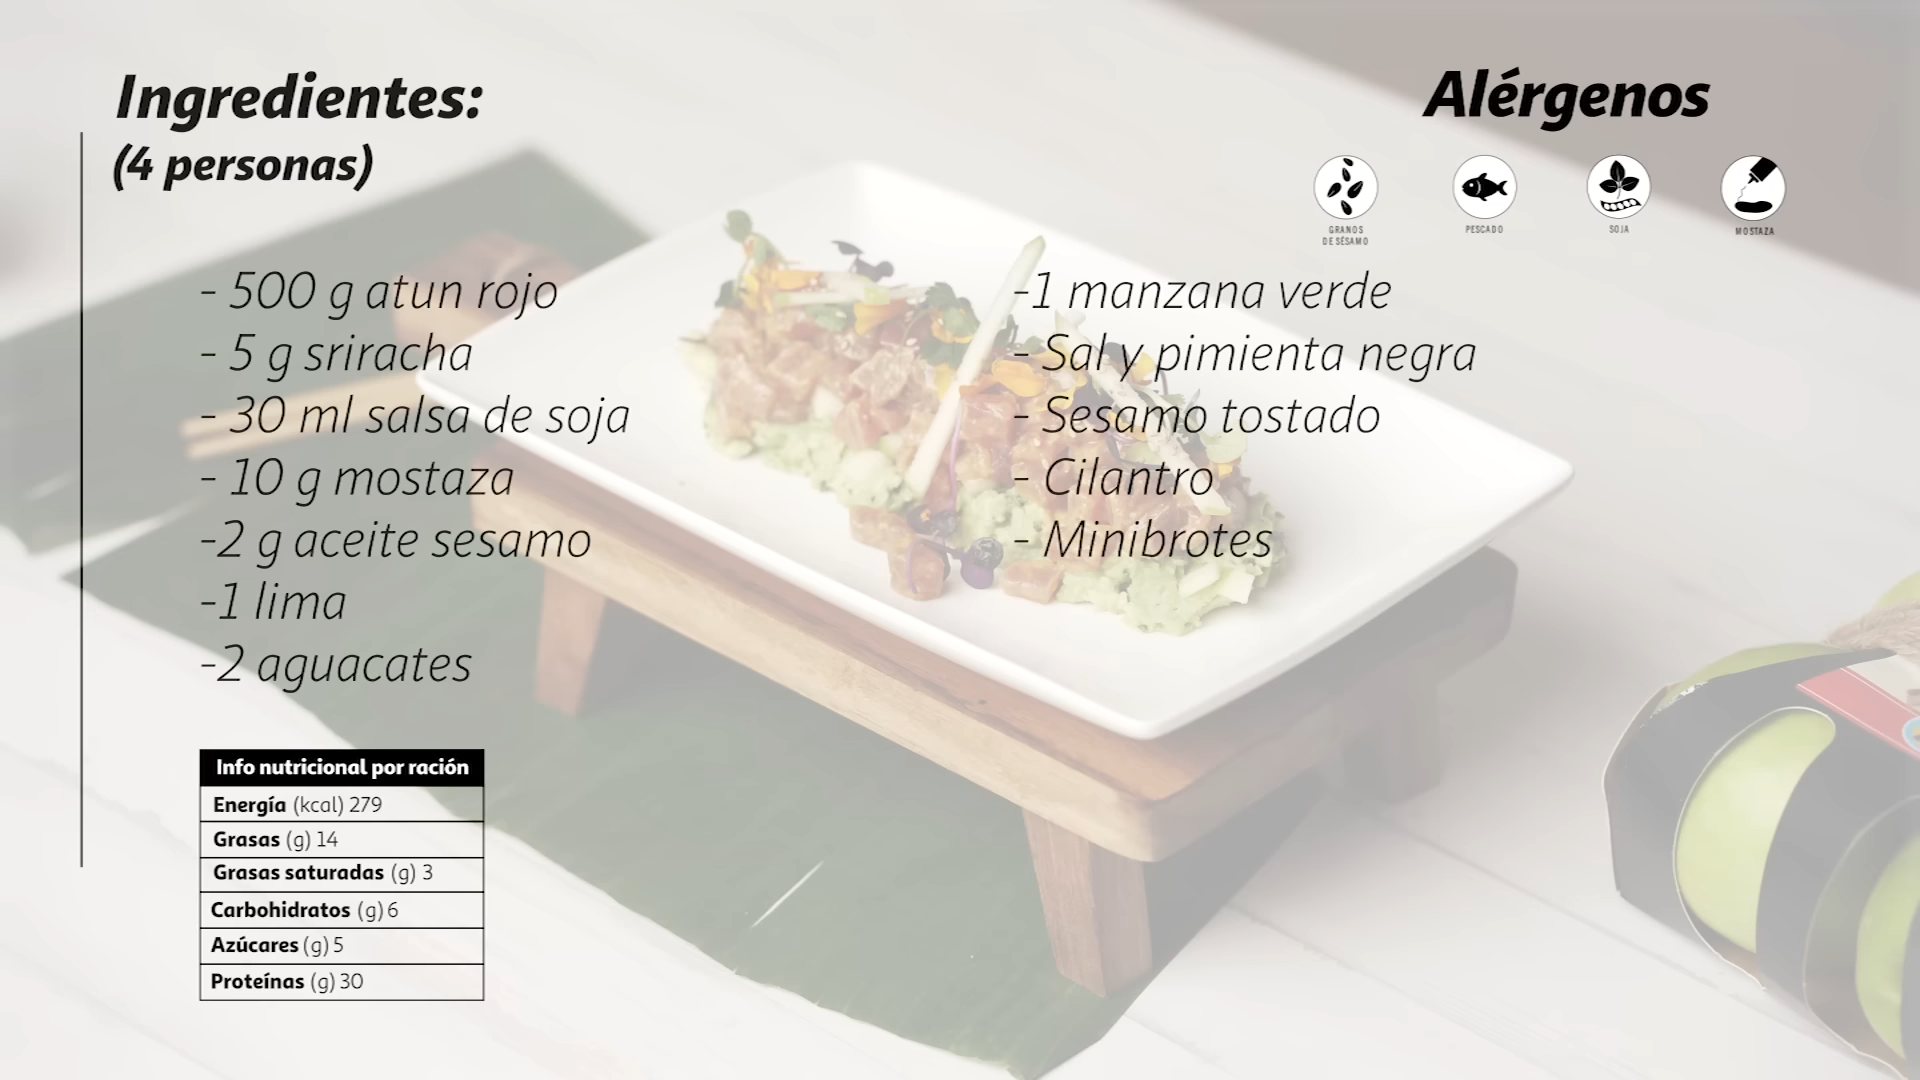 Ingredientes:
(4 personas)
- 500 g atun rojo
- 5 g sriracha
- 30 ml salsa de soja
- 10 g mostaza
-2 g aceite sesamo
-1 lima
-2 aguacates
-1 manzana verde
- Sal y pimienta negra
- Sesamo tostado
- Cilantro
- Minibrotes
Alérgenos
GRANOS
DE SÉSAMO
PESCADO
SOJA
MOSTAZA
Info nutricional por ración
Energía (kcal) 279
Grasas (g) 14
Grasas saturadas (g) 3
Carbohidratos (g) 6
Azúcares (g) 5
Proteínas (g) 30